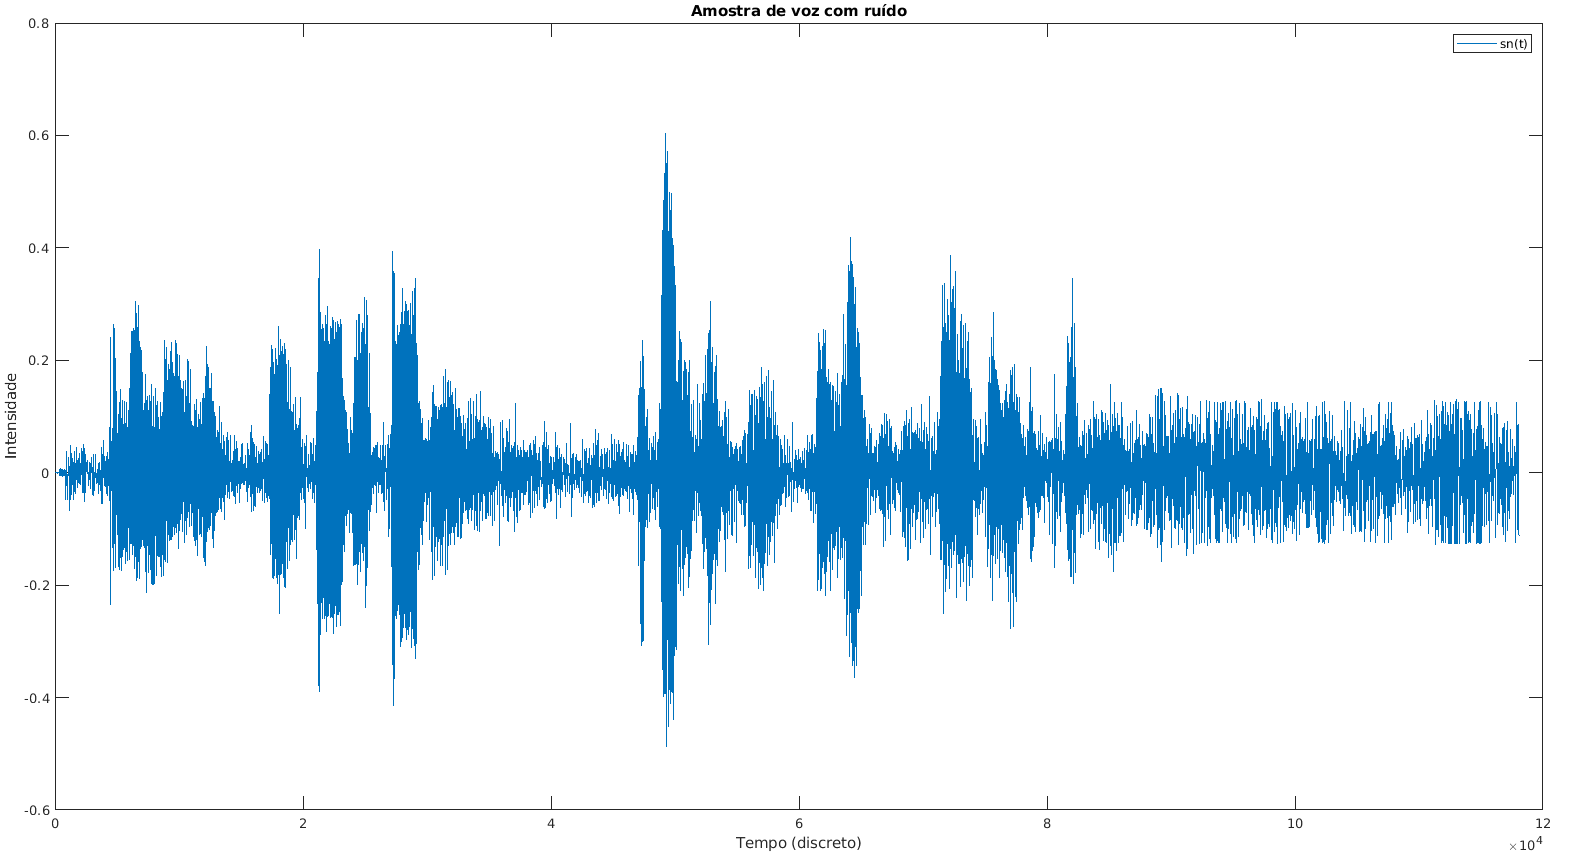 Amostra de voz com ruído
sn(t)
0.8
0.6
0.4
0.2
0
-0.2
-0.4
-0.6
Intensidade
0 2 4 6 8 10 12
Tempo (discreto)
×10⁴